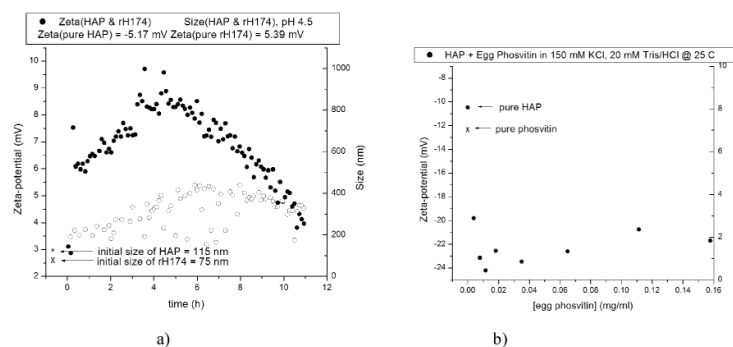 Zeta(HAP & rH174) Size(HAP & rH174), pH 4.5
Zeta(pure HAP) = -5.17 mV Zeta(pure rH174) = 5.39 mV
Zeta-potential (mV)
10
9
8
7
6
5
4
3
2
1000
800
600
400
200
0
Size (nm)
initial size of HAP = 115 nm
initial size of rH174 = 75 nm
0 2 4 6 8 10 12
time (h)
a)
HAP + Egg Phosvitin in 150 mM KCl, 20 mM Tris/HCl @ 25 C
Zeta-potential (mV)
-8
-10
-12
-14
-16
-18
-20
-22
-24
10
8
6
4
2
0
pure HAP
pure phosvitin
0.00 0.02 0.04 0.06 0.08 0.10 0.12 0.14 0.16
[egg phosvitin] (mg/ml)
b)